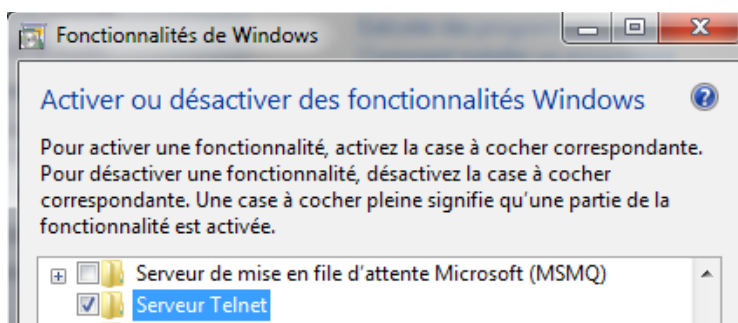 Fonctionnalités de Windows
Activer ou désactiver des fonctionnalités Windows
Pour activer une fonctionnalité, activez la case à cocher correspondante.
Pour désactiver une fonctionnalité, désactivez la case à cocher
correspondante. Une case à cocher pleine signifie qu'une partie de la
fonctionnalité est activée.
Serveur de mise en file d'attente Microsoft (MSMQ)
Serveur Telnet